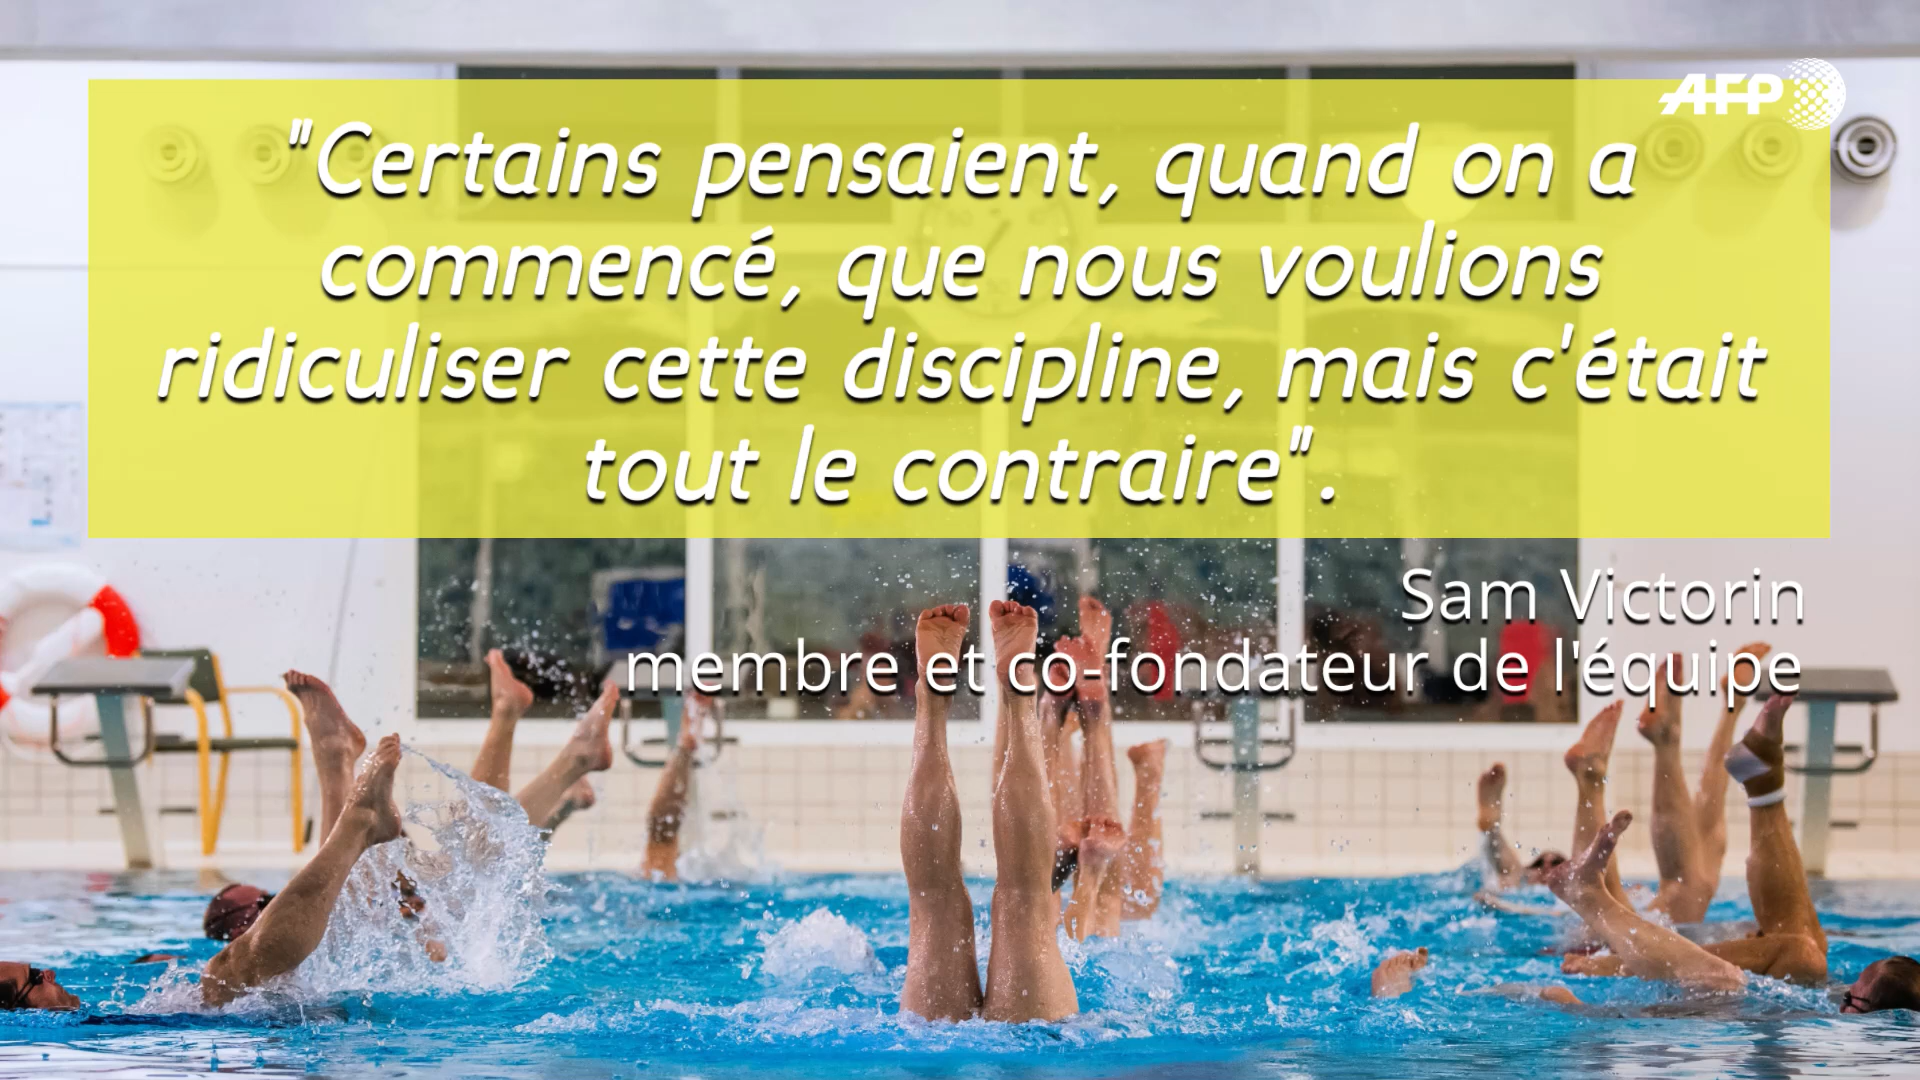 AFP
"Certains pensaient, quand on a
commencé, que nous voulions
ridiculiser cette discipline, mais c'était
tout le contraire".
Sam Victorin
membre et co-fondateur de l'équipe